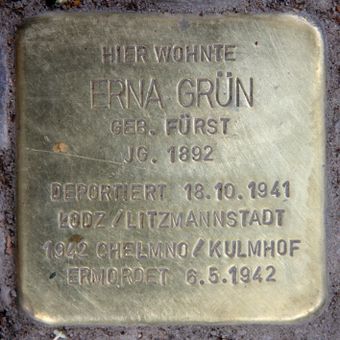 HIER WOHNTE
ERNA GRÜN
GEB. FÜRST
JG. 1892
DEPORTIERT 18.10.1941
ŁODZ / LITZMANNSTADT
1942 CHELMNO / KULMHOF
ERMORDET 6.5.1942